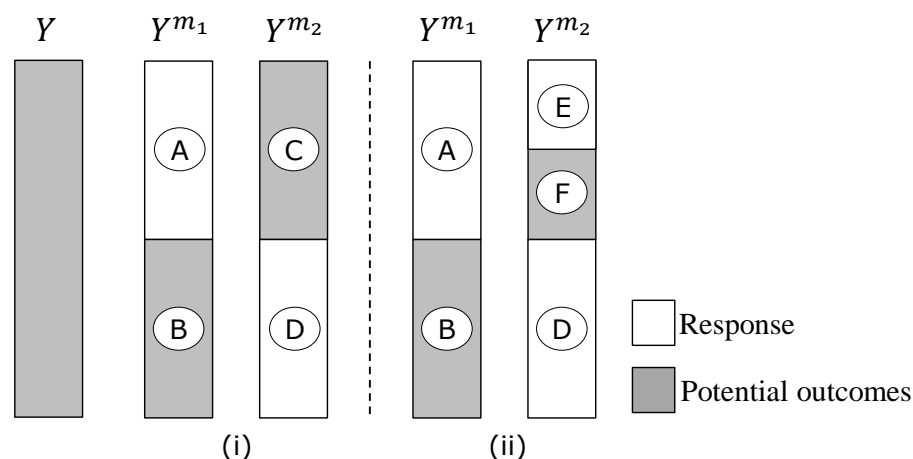 Y Y^{m_1} Y^{m_2} Y^{m_1} Y^{m_2}
E
A C A
F
B D B D
Response
Potential outcomes
(i) (ii)